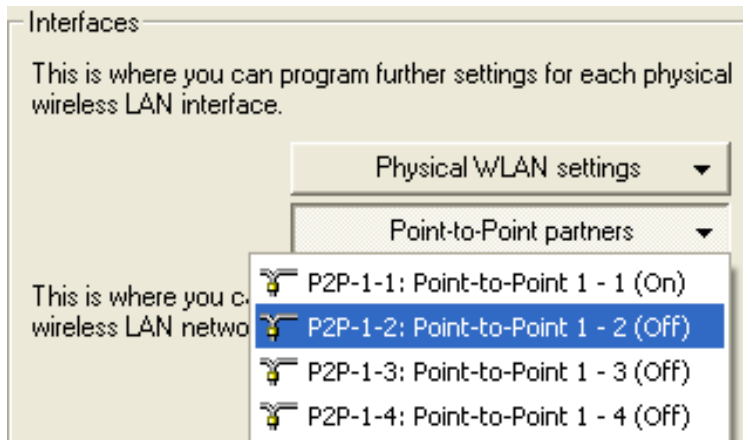 Interfaces
This is where you can program further settings for each physical
wireless LAN interface.
Physical WLAN settings
Point-to-Point partners
P2P-1-1: Point-to-Point 1 - 1 (On)
This is where you
wireless LAN
P2P-1-2: Point-to-Point 1 - 2 (Off)
P2P-1-3: Point-to-Point 1 - 3 (Off)
P2P-1-4: Point-to-Point 1 - 4 (Off)